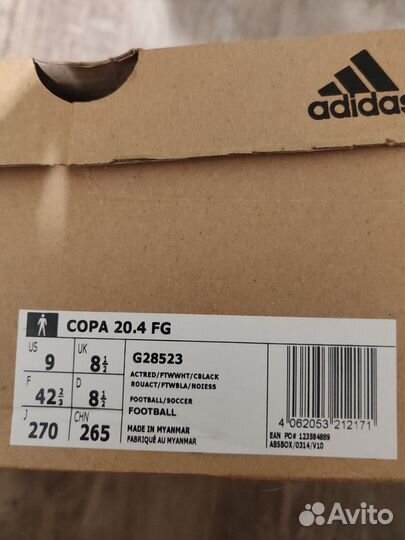 adidas
COPA 20.4 FG
US 9 UK 8½
F 42⅔ D 8½
J 270 CHN 265
G28523
ACTRED/FTWWHT/CBLACK
ROUACT/FTWBLA/NOIESS
FOOTBALL/SOCCER
FOOTBALL
MADE IN MYANMAR
FABRIQUÉ AU MYANMAR
4 062053 212171
EAN PO# 123384889
ABSBOX/0314/V10
Avito